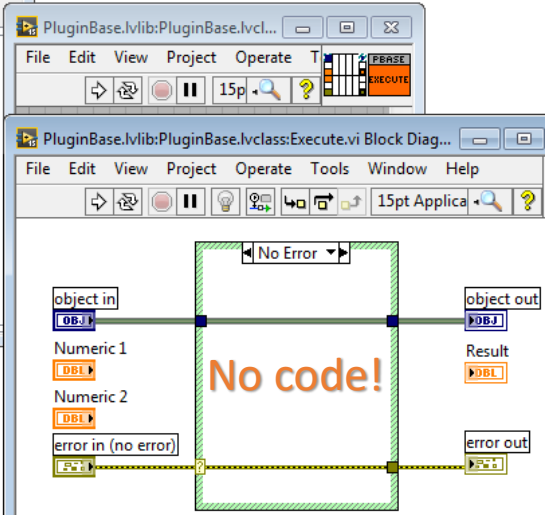 PluginBase.lvlib:PluginBase.lvcl...
File Edit View Project Operate T
PBASE
EXECUTE
15p
PluginBase.lvlib:PluginBase.lvclass:Execute.vi Block Diag...
File Edit View Project Operate Tools Window Help
15pt Applica
No Error
object in
object out
OBJ
OBJ
Numeric 1
Result
DBL
DBL
No code!
Numeric 2
DBL
error in (no error)
error out
?